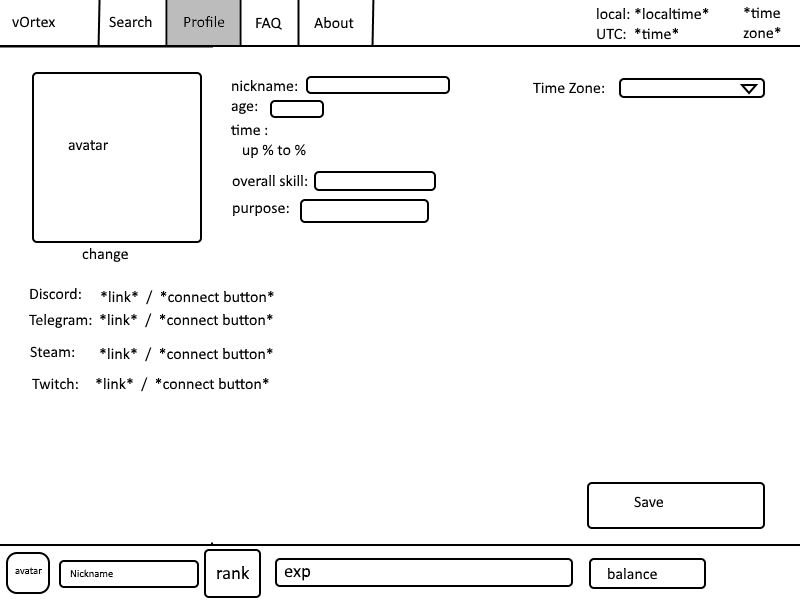 vOrtex Search Profile FAQ About local: *localtime* *time
UTC: *time* zone*
nickname: Time Zone:
age:
time :
up % to %
avatar
overall skill:
purpose:
change
Discord: *link* / *connect button*
Telegram: *link* / *connect button*
Steam: *link* / *connect button*
Twitch: *link* / *connect button*
Save
avatar Nickname rank exp balance